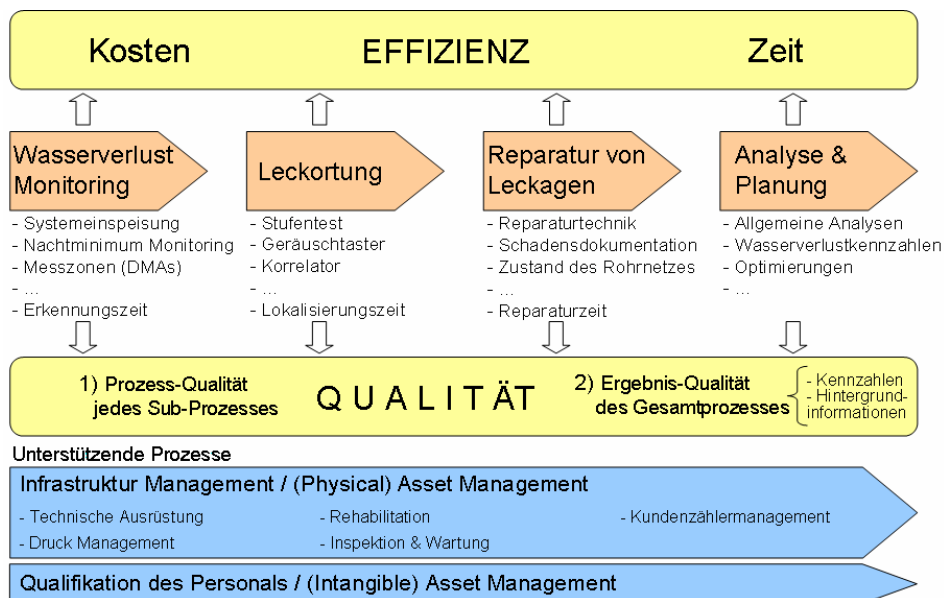 Kosten EFFIZIENZ Zeit
Wasserverlust
Monitoring
- Systemeinspeisung
- Nachtminimum Monitoring
- Messzonen (DMAs)
- ...
- Erkennungszeit
Leckortung
- Stufentest
- Geräuschtaster
- Korrelator
- ...
- Lokalisierungszeit
Reparatur von
Leckagen
- Reparaturtechnik
- Schadensdokumentation
- Zustand des Rohrnetzes
- ...
- Reparaturzeit
Analyse &
Planung
- Allgemeine Analysen
- Wasserverlustkennzahlen
- Optimierungen
- ...
1) Prozess-Qualität
jedes Sub-Prozesses
QUALITÄT
2) Ergebnis-Qualität
des Gesamtprozesses
- Kennzahlen
- Hintergrund-
informationen
Unterstützende Prozesse
Infrastruktur Management / (Physical) Asset Management
- Technische Ausrüstung - Rehabilitation - Kundenzählermanagement
- Druck Management - Inspektion & Wartung
Qualifikation des Personals / (Intangible) Asset Management